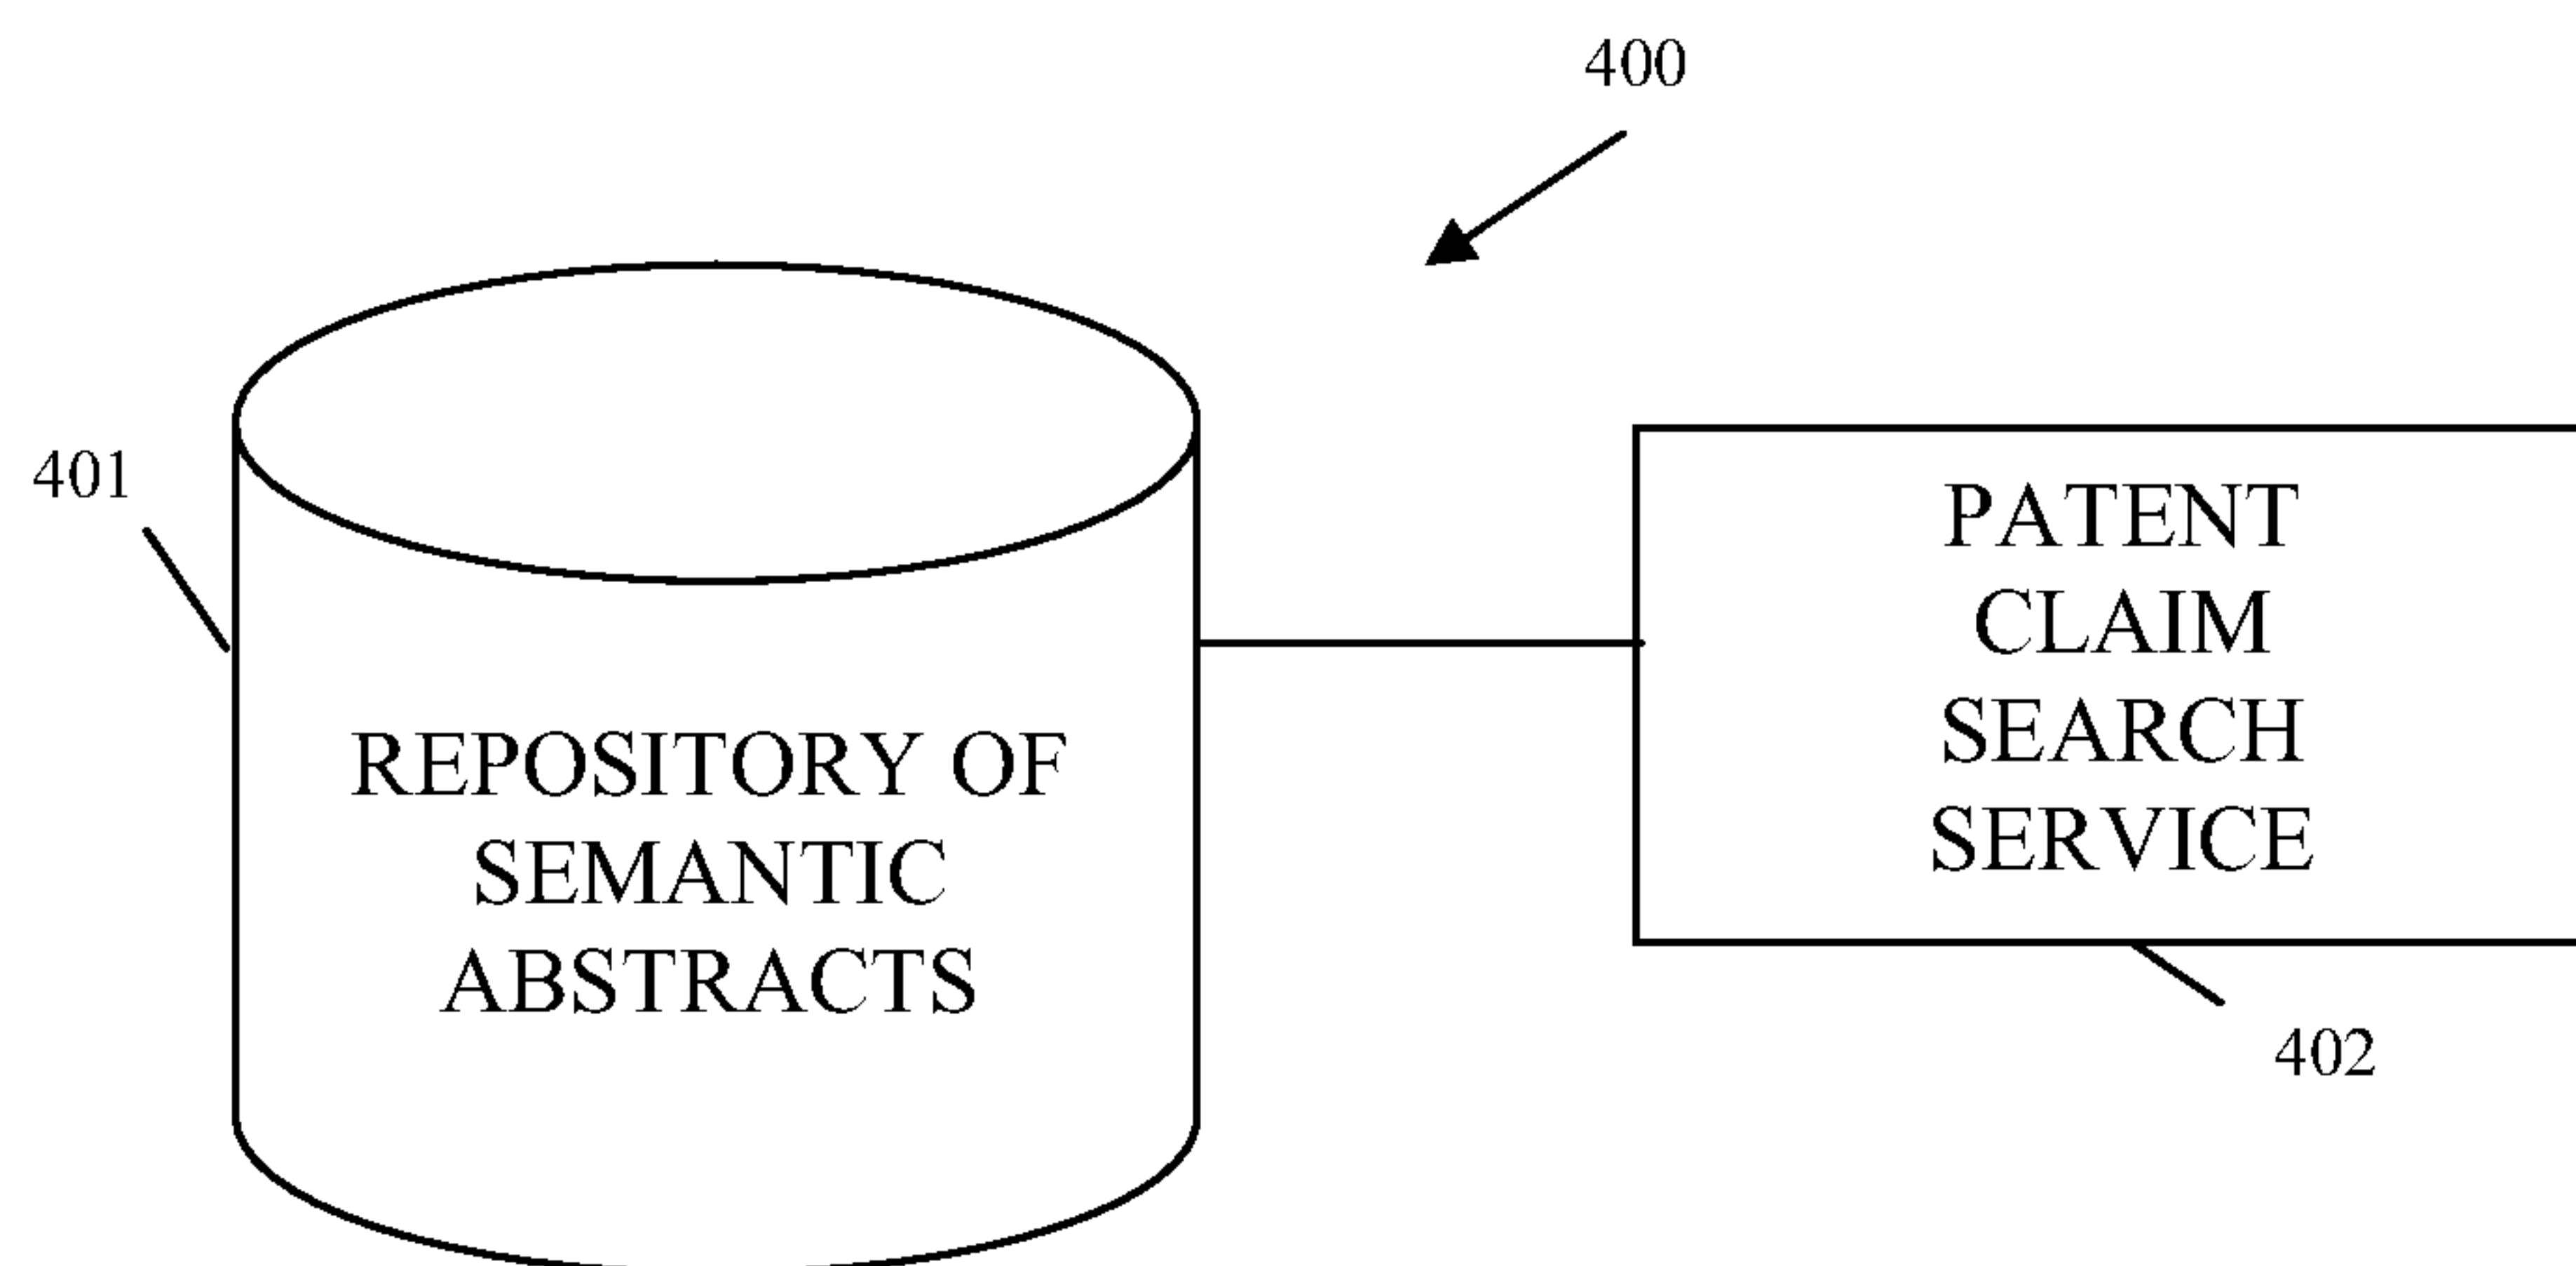 400
401
REPOSITORY OF
SEMANTIC
ABSTRACTS
PATENT
CLAIM
SEARCH
SERVICE
402